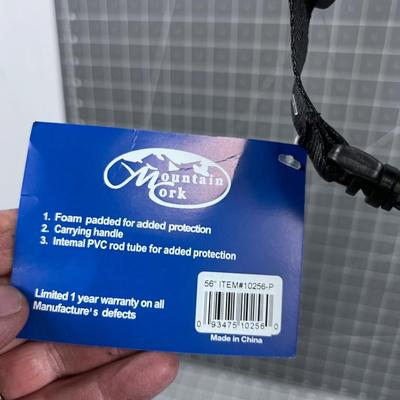 Mountain
Cork
1. Foam padded for added protection
2. Carrying handle
3. Internal PVC rod tube for added protection
Limited 1 year warranty on all
Manufacture's defects
56" ITEM#10256-P
0 93475 10256 0
Made in China